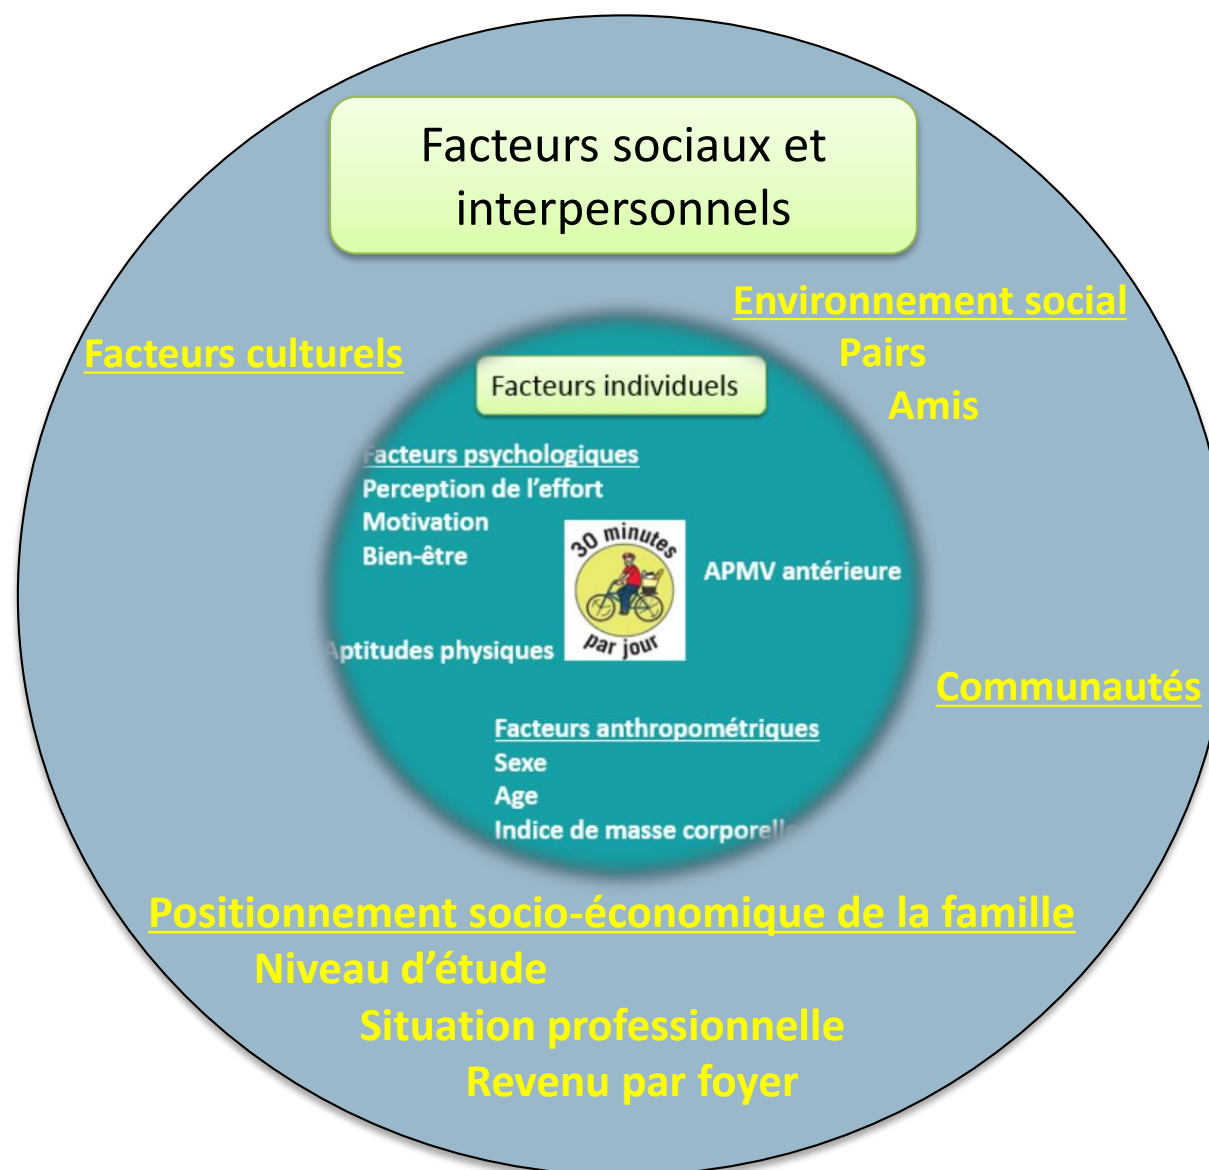 Facteurs sociaux et
interpersonnels
Environnement social
Pairs
Amis
Facteurs culturels
Facteurs individuels
Facteurs psychologiques
Perception de l'effort
Motivation
Bien-être
30 minutes
par jour
APMV antérieure
Aptitudes physiques
Communautés
Facteurs anthropométriques
Sexe
Age
Indice de masse corporelle
Positionnement socio-économique de la famille
Niveau d'étude
Situation professionnelle
Revenu par foyer